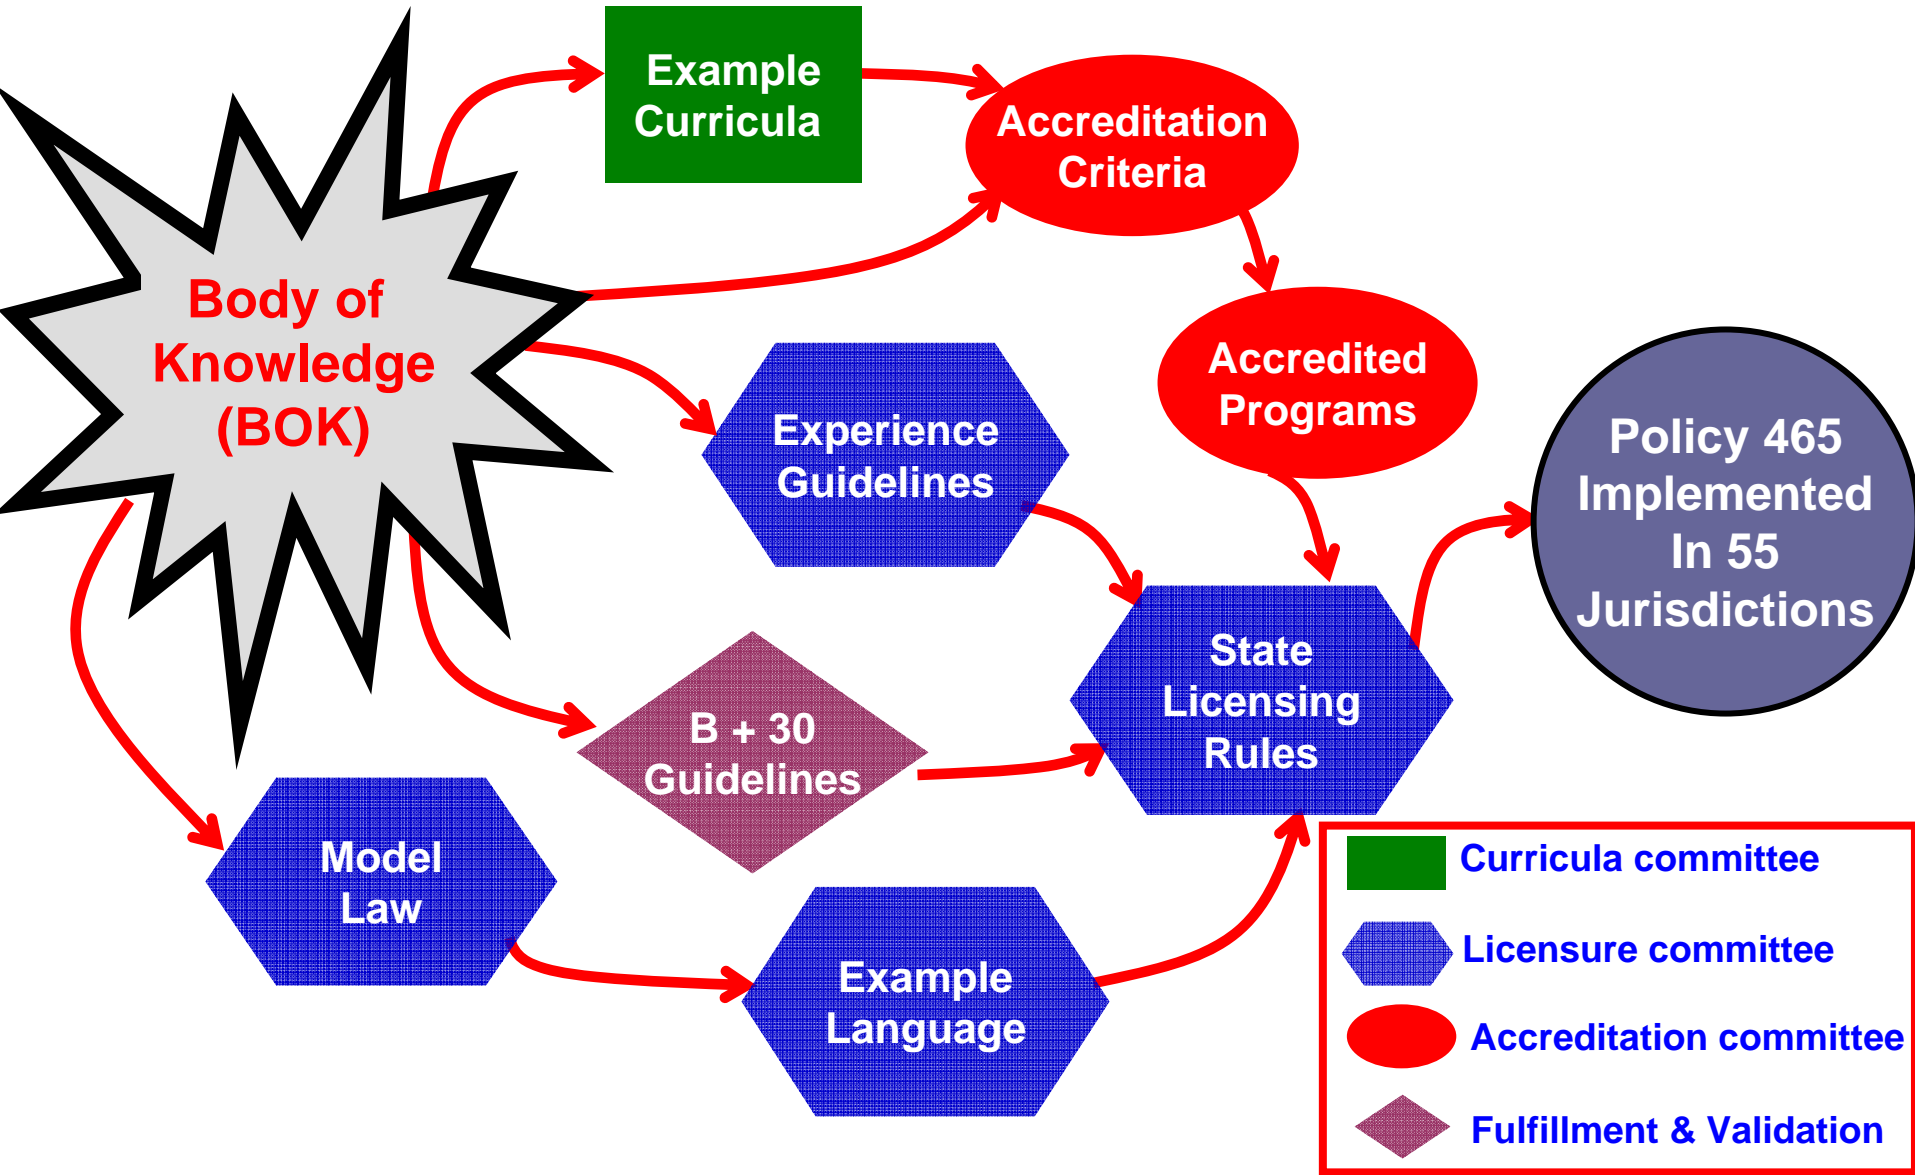 Example
Curricula
Accreditation
Criteria
Body of
Knowledge
(BOK)
Accredited
Programs
Experience
Guidelines
Policy 465
Implemented
In 55
Jurisdictions
State
Licensing
Rules
B + 30
Guidelines
Model
Law
Example
Language
Curricula committee
Licensure committee
Accreditation committee
Fulfillment & Validation